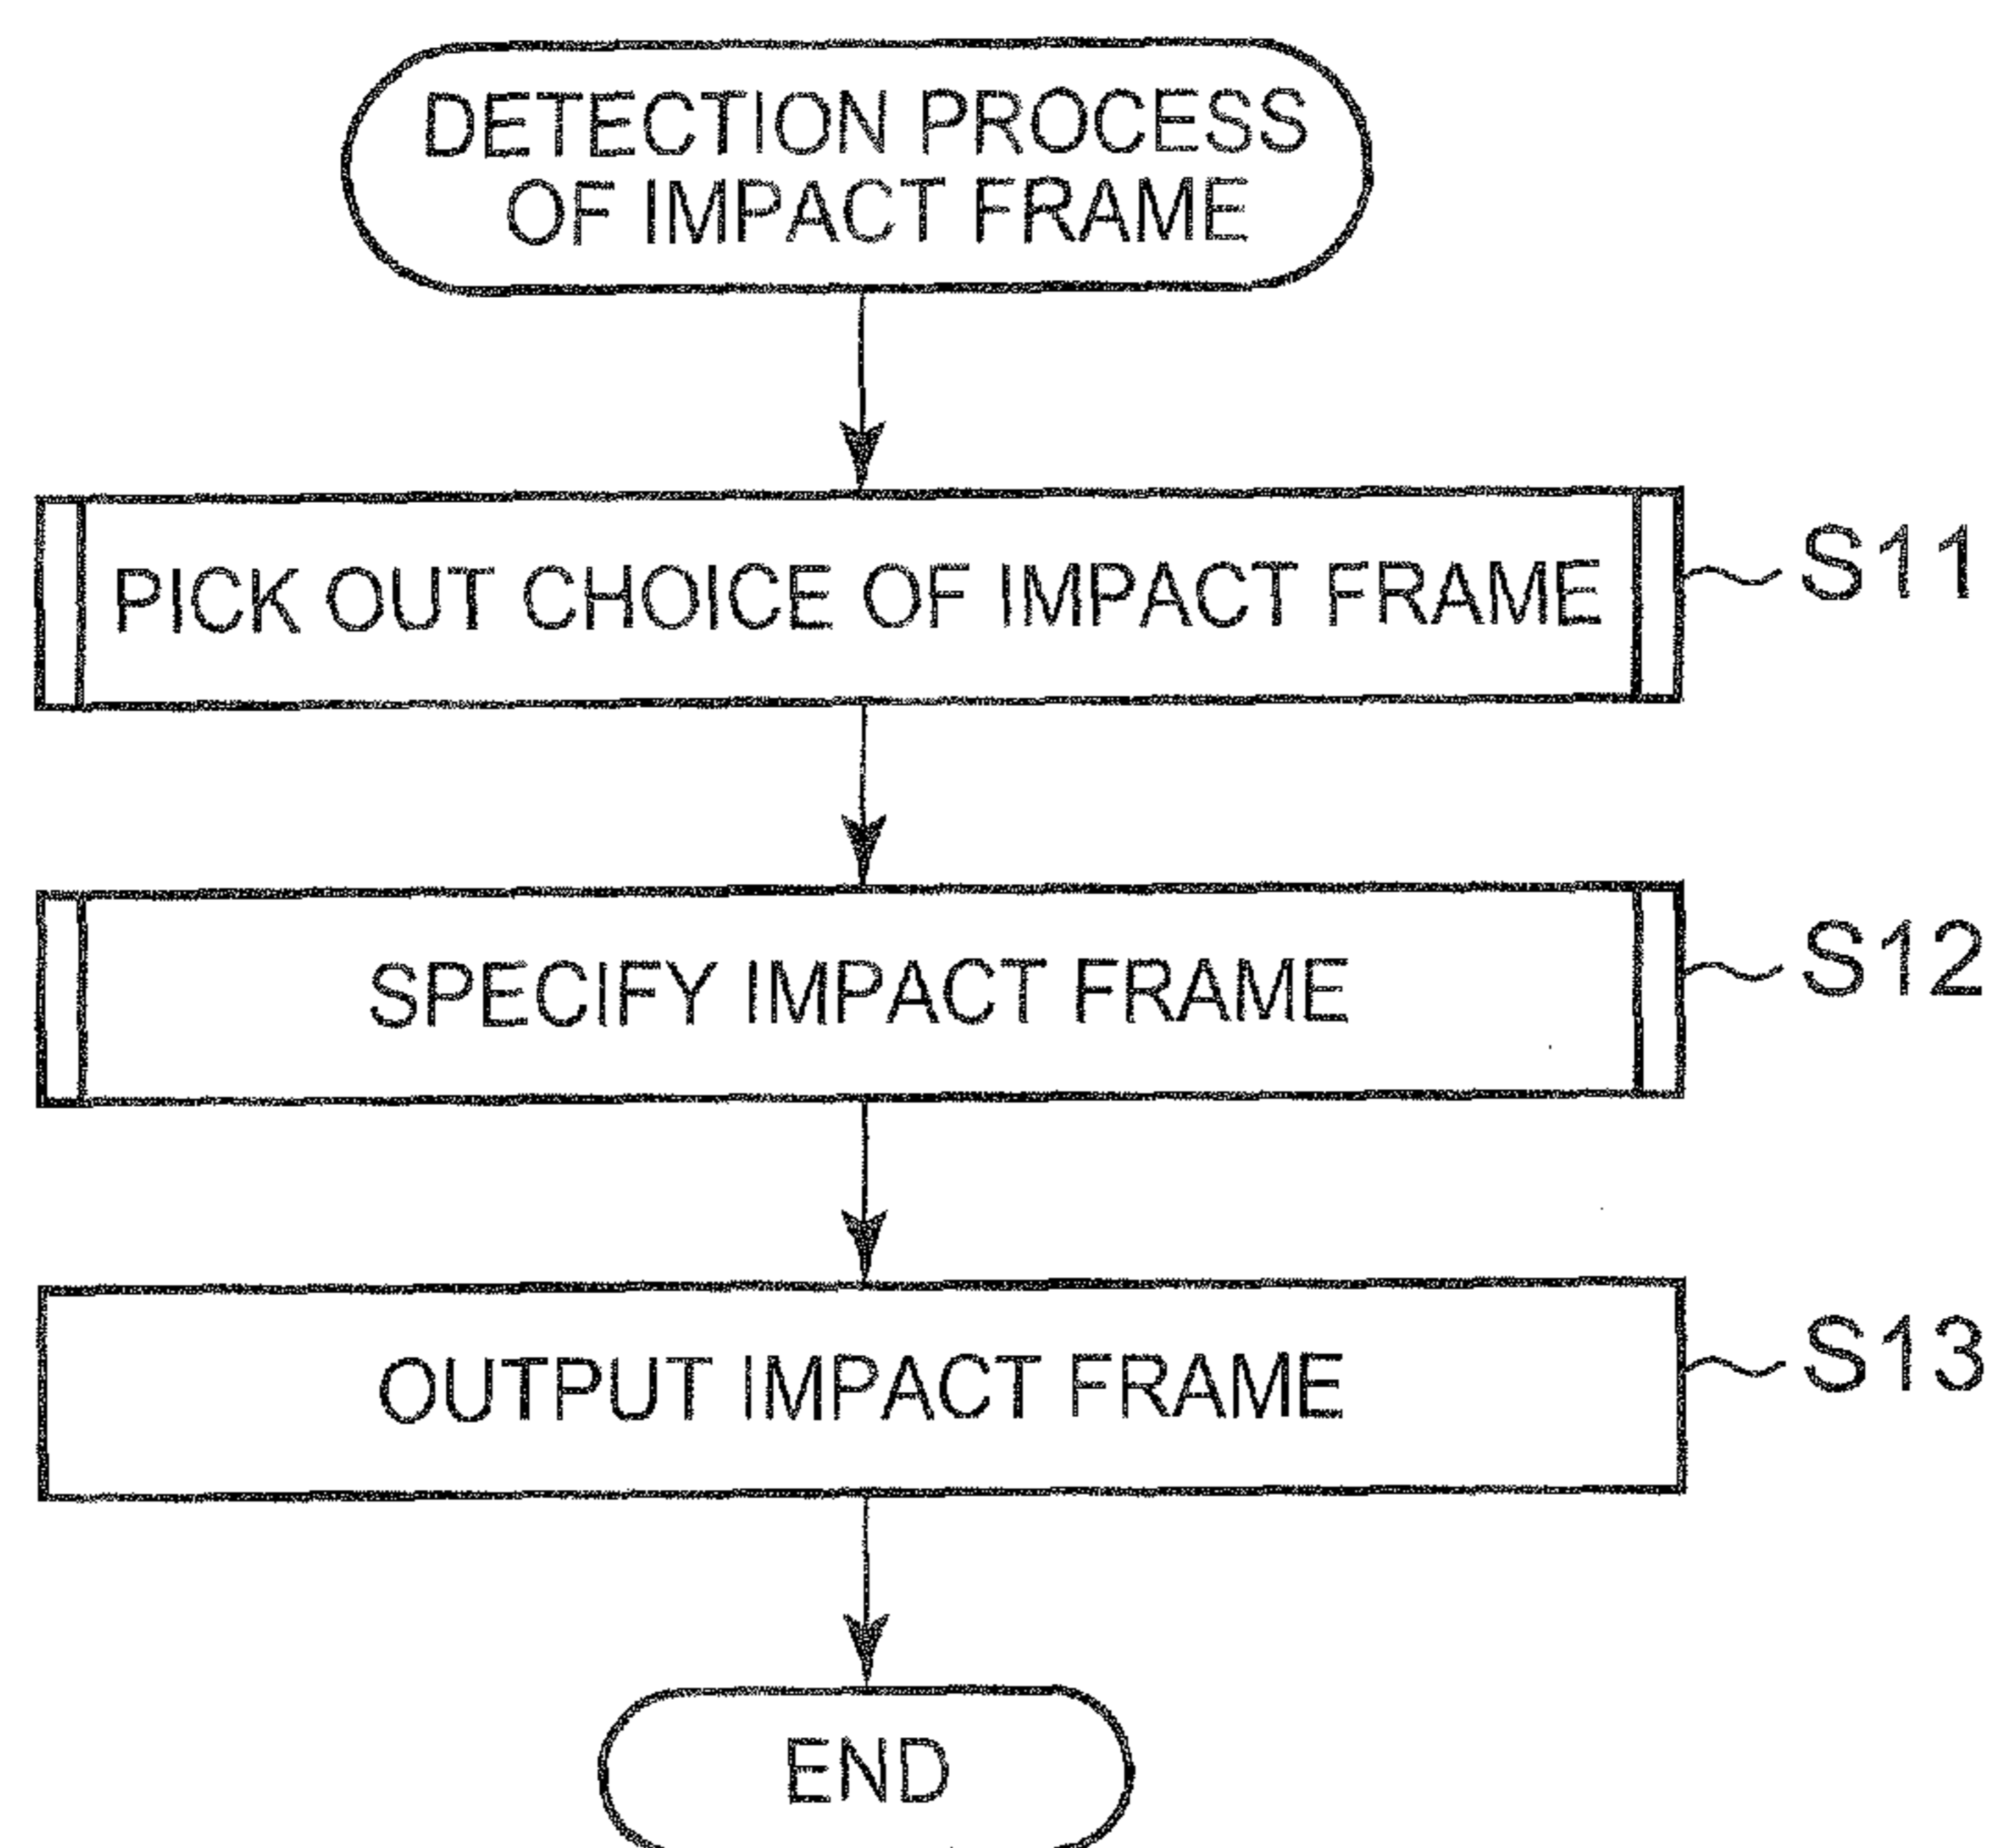 DETECTION PROCESS
OF IMPACT FRAME
PICK OUT CHOICE OF IMPACT FRAME
S11
SPECIFY IMPACT FRAME
S12
OUTPUT IMPACT FRAME
S13
END